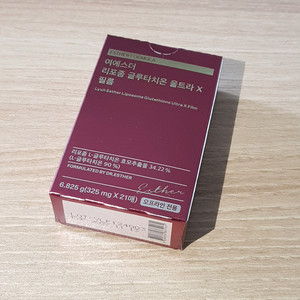 여에스더
리포좀 글루타치온 울트라 X
필름
Lyun Esther Liposome Glutathione Ultra X Film
리포좀 L-글루타치온 효모추출물 34.22%
(L-글루타치온 90 %)
FORMULATED BY DR.ESTHER
Esther
6.825 g(325 mg X 21매)
오프라인 전용